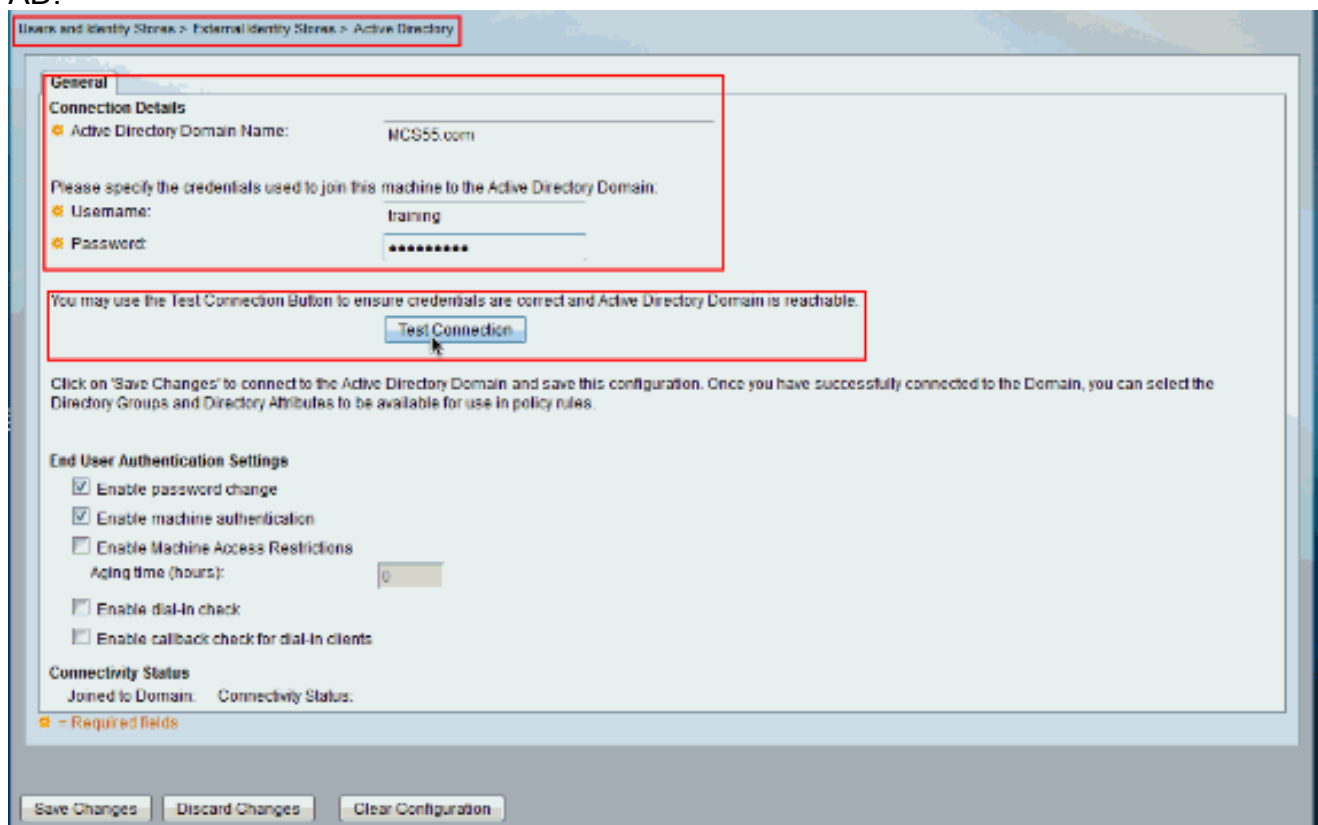 AD.
Users and Identity Stores > External Identity Stores > Active Directory
General
Connection Details
Active Directory Domain Name: MCS55.com
Please specify the credentials used to join this machine to the Active Directory Domain:
Username: training
Password: •••••••••
You may use the Test Connection Button to ensure credentials are correct and Active Directory Domain is reachable.
Test Connection
Click on 'Save Changes' to connect to the Active Directory Domain and save this configuration. Once you have successfully connected to the Domain, you can select the
Directory Groups and Directory Attributes to be available for use in policy rules.
End User Authentication Settings
Enable password change
Enable machine authentication
Enable Machine Access Restrictions
Aging time (hours): 0
Enable dial-in check
Enable callback check for dial-in clients
Connectivity Status
Joined to Domain: Connectivity Status:
= Required fields
Save Changes Discard Changes Clear Configuration